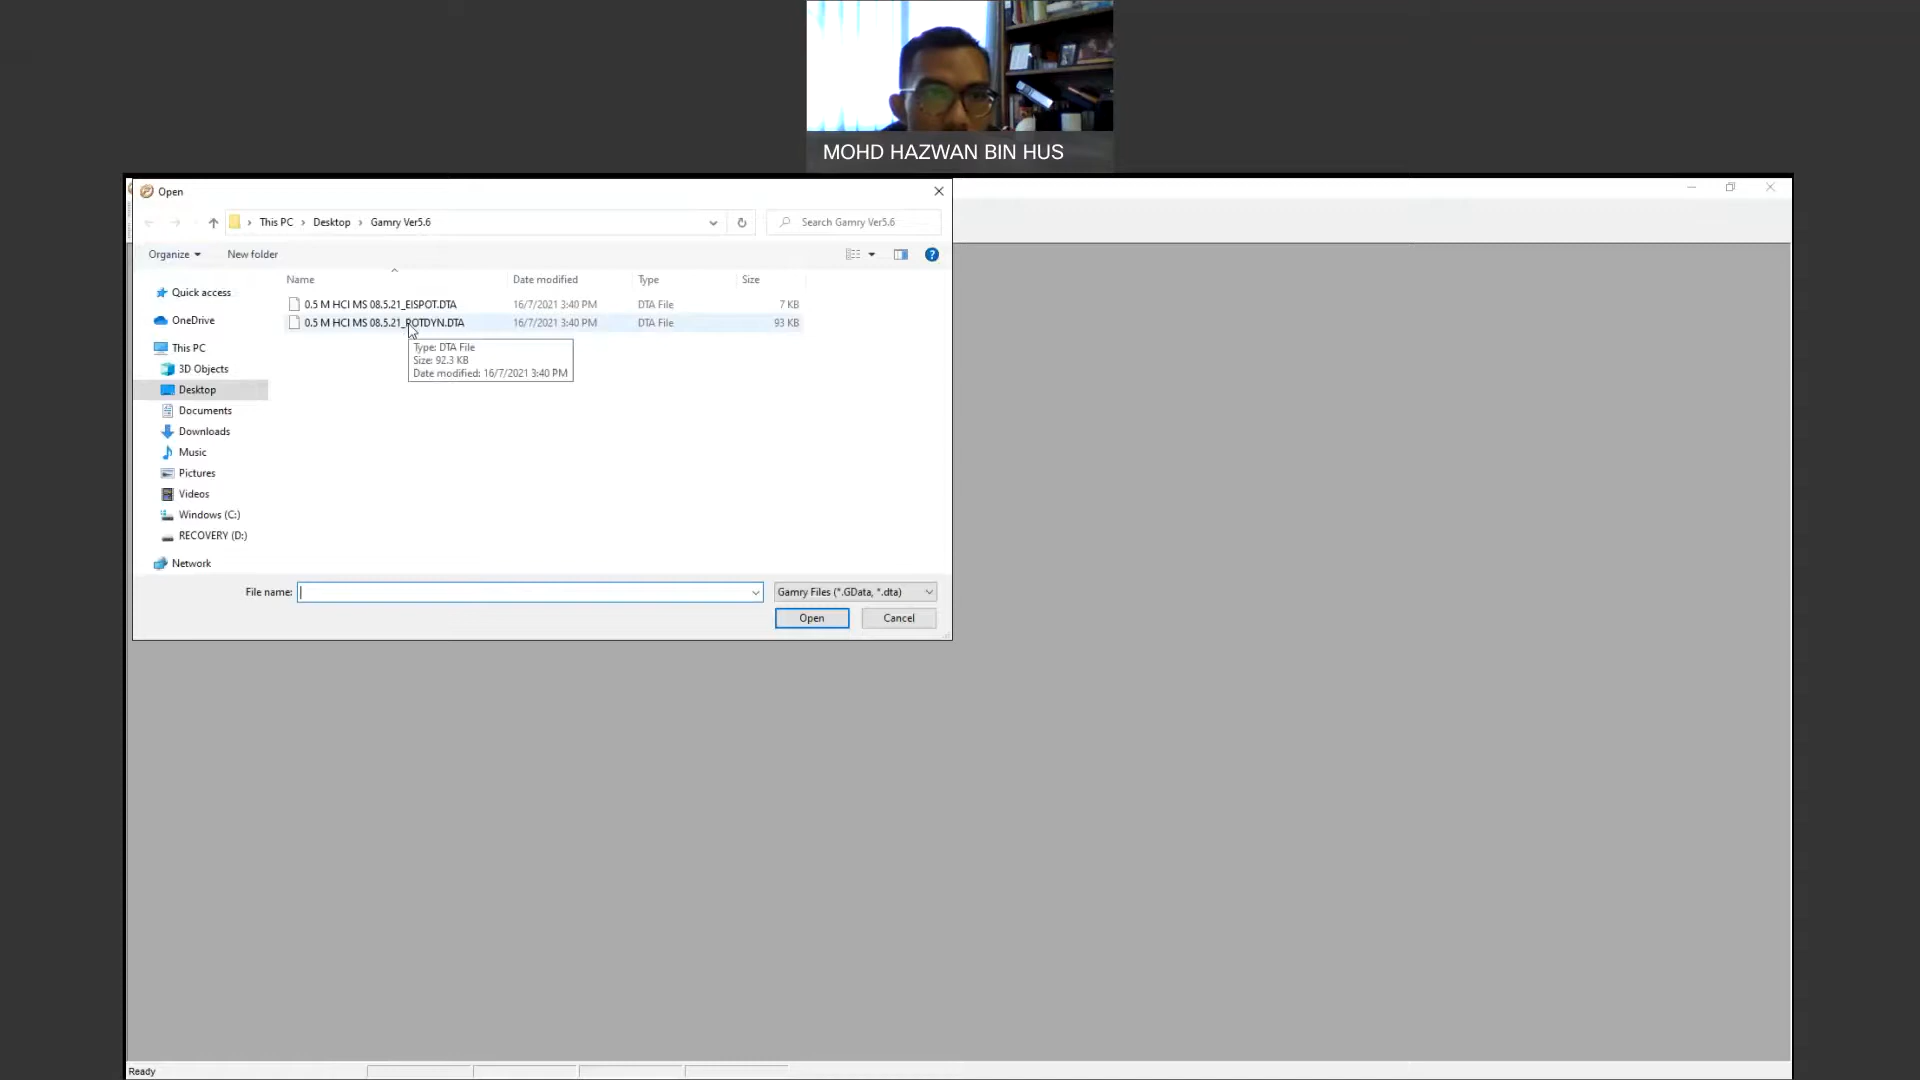 MOHD HAZWAN BIN HUS
Open
This PC > Desktop > Gamry Ver5.6
Search Gamry Ver5.6
Organize
New folder
Name
Date modified
Type
Size
Quick access
OneDrive
This PC
3D Objects
Desktop
Documents
Downloads
Music
Pictures
Videos
Windows (C:)
RECOVERY (D:)
Network
0.5 M HCl MS 08.5.21_EISPOT.DTA 16/7/2021 3:40 PM DTA File 7 KB
0.5 M HCl MS 08.5.21_POTDYN.DTA 16/7/2021 3:40 PM DTA File 93 KB
Type: DTA File
Size: 92.3 KB
Date modified: 16/7/2021 3:40 PM
File name:
Gamry Files (*.GData, *.dta)
Open
Cancel
Ready